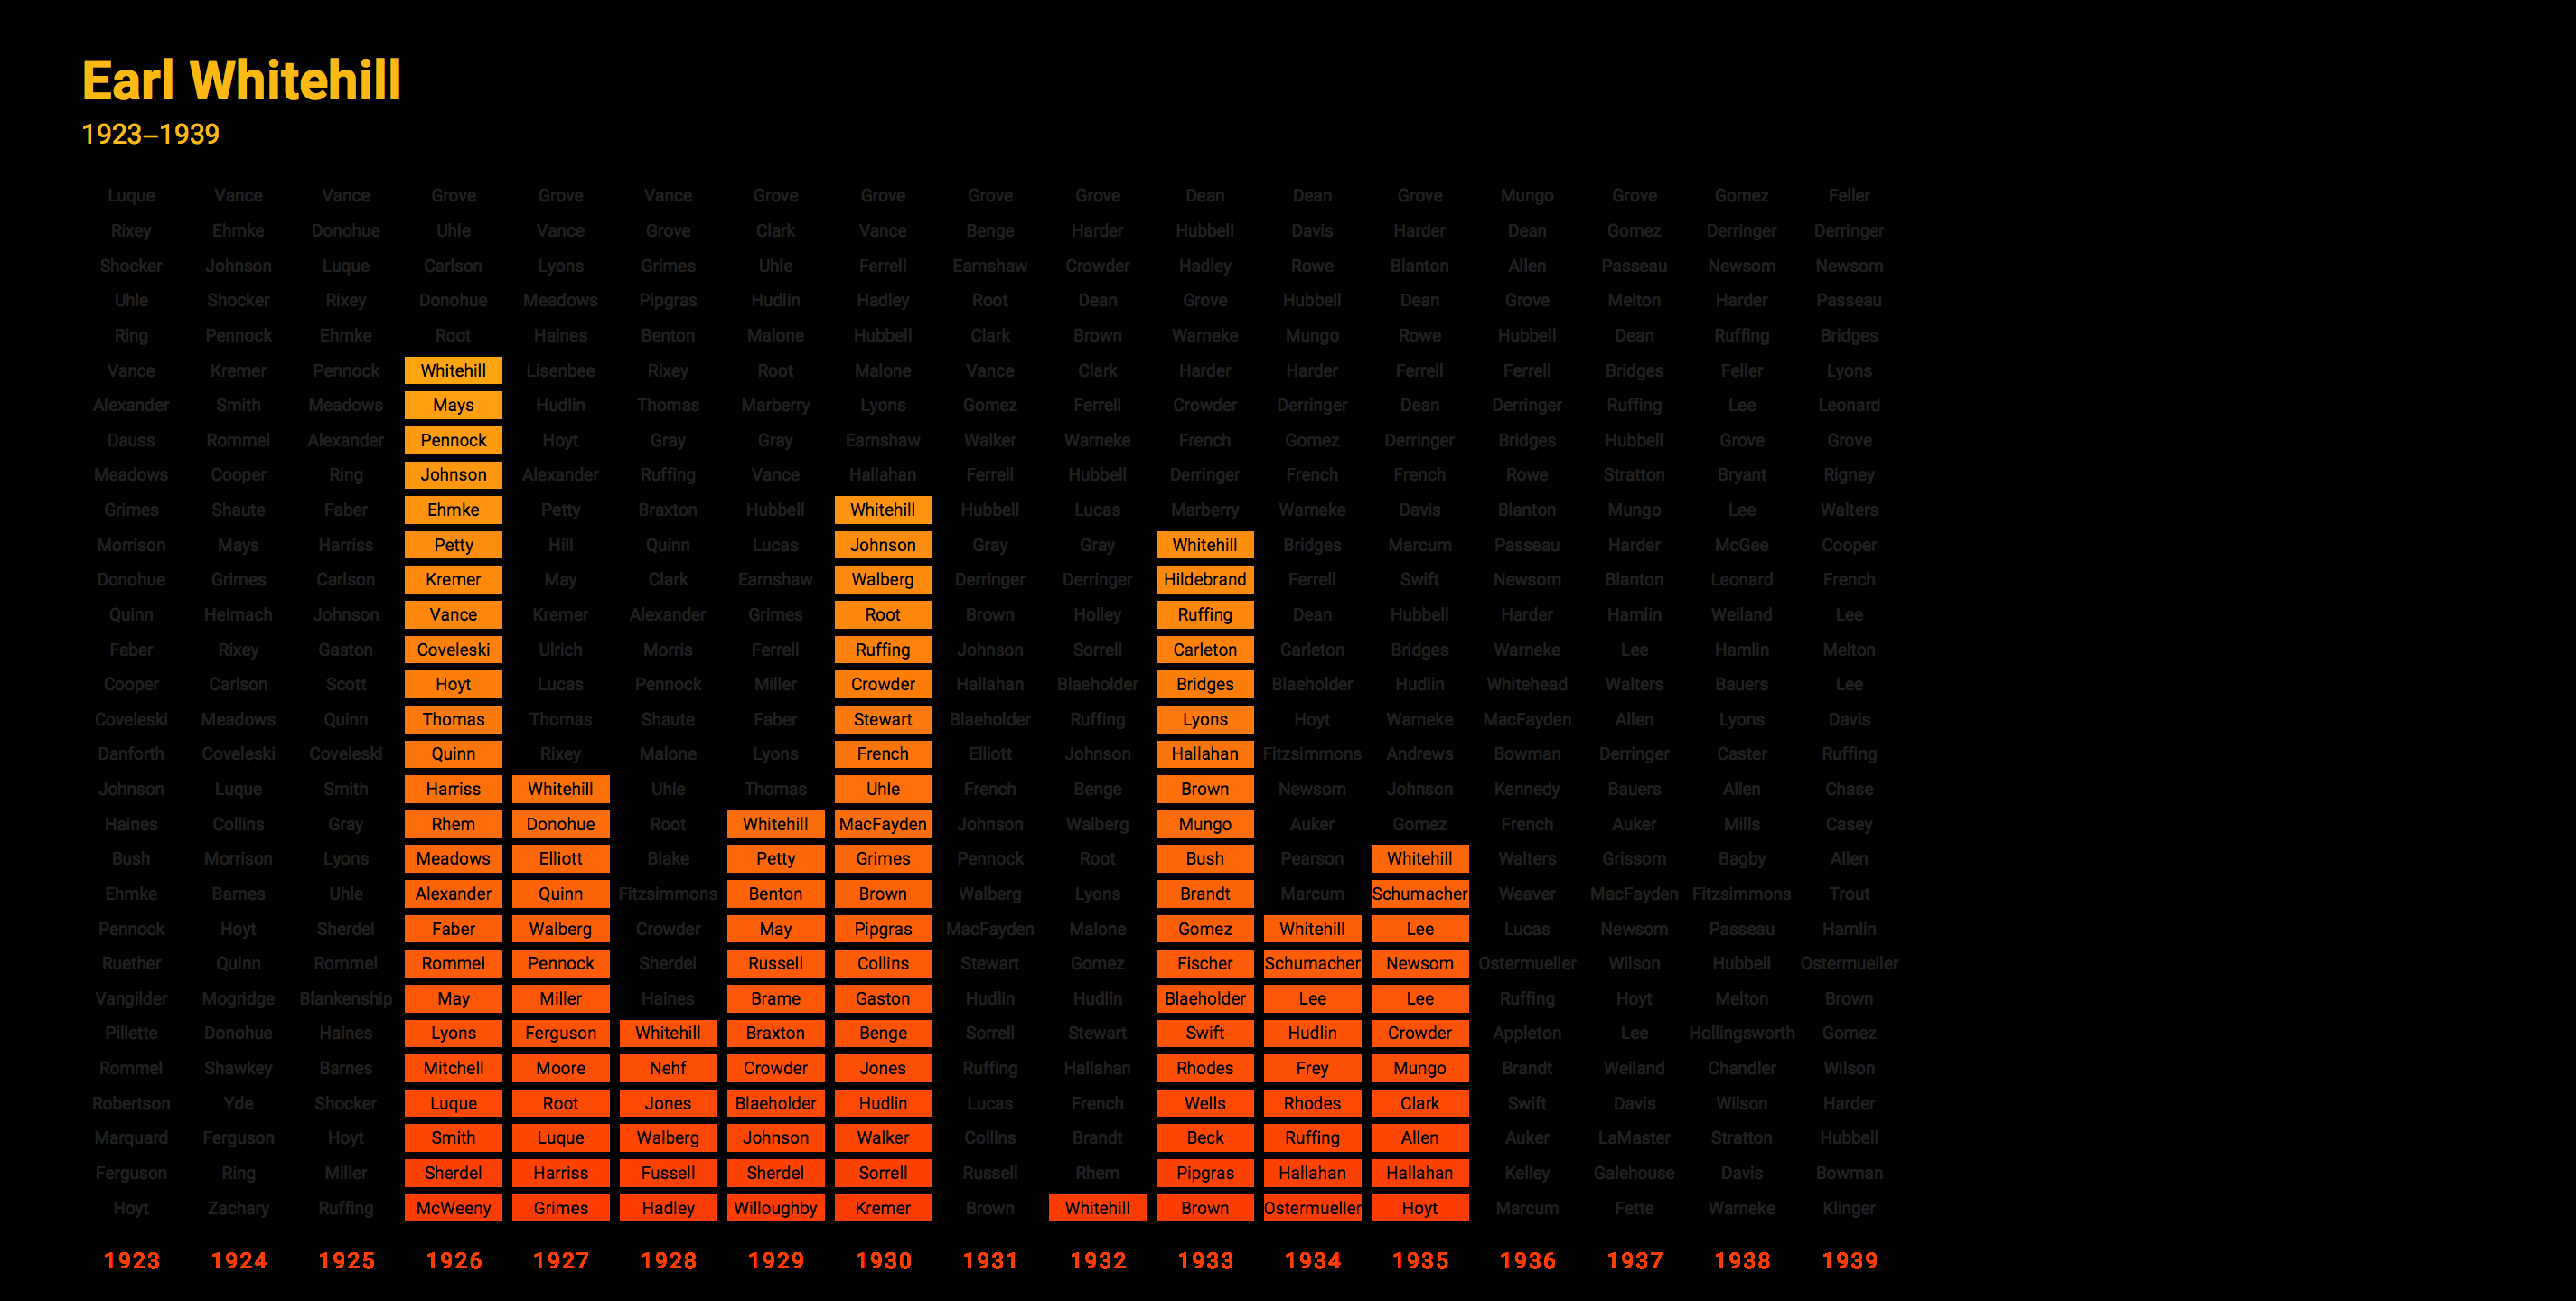 Earl Whitehill
1923–1939
Luque Vance Vance Grove Grove Vance Grove Grove Grove Grove Dean Dean Grove Mungo Grove Gomez Feller
Rixey Ehmke Donohue Uhle Vance Grove Clark Vance Benge Harder Hubbell Davis Harder Dean Gomez Derringer Derringer
Shocker Johnson Luque Carlson Lyons Grimes Uhle Ferrell Earnshaw Crowder Hadley Rowe Blanton Allen Passeau Newsom Newsom
Uhle Shocker Rixey Donohue Meadows Pipgras Hudlin Hadley Root Dean Grove Hubbell Dean Grove Melton Harder Passeau
Ring Pennock Ehmke Root Haines Benton Malone Hubbell Clark Brown Warneke Mungo Rowe Hubbell Dean Ruffing Bridges
Vance Kremer Pennock Whitehill Lisenbee Rixey Root Malone Vance Clark Harder Harder Ferrell Ferrell Bridges Feller Lyons
Alexander Smith Meadows Mays Hudlin Thomas Marberry Lyons Gomez Ferrell Crowder Derringer Dean Derringer Ruffing Lee Leonard
Dauss Rommel Alexander Pennock Hoyt Gray Gray Earnshaw Walker Warneke French Gomez Derringer Bridges Hubbell Grove Grove
Meadows Cooper Ring Johnson Alexander Ruffing Vance Hallahan Ferrell Hubbell Derringer French French Rowe Stratton Bryant Rigney
Grimes Shaute Faber Ehmke Petty Braxton Hubbell Whitehill Hubbell Lucas Marberry Warneke Davis Blanton Mungo Lee Walters
Morrison Mays Harriss Petty Hill Quinn Lucas Johnson Gray Gray Whitehill Bridges Marcum Passeau Harder McGee Cooper
Donohue Grimes Carlson Kremer May Clark Earnshaw Walberg Derringer Derringer Hildebrand Ferrell Swift Newsom Blanton Leonard French
Quinn Heimach Johnson Vance Kremer Alexander Grimes Root Brown Holley Ruffing Dean Hubbell Harder Hamlin Weiland Lee
Faber Rixey Gaston Coveleski Ulrich Morris Ferrell Ruffing Johnson Sorrell Carleton Carleton Bridges Warneke Lee Hamlin Melton
Cooper Carlson Scott Hoyt Lucas Pennock Miller Crowder Hallahan Blaeholder Bridges Blaeholder Hudlin Whitehead Walters Bauers Lee
Coveleski Meadows Quinn Thomas Thomas Shaute Faber Stewart Blaeholder Ruffing Lyons Hoyt Warneke MacFayden Allen Lyons Davis
Danforth Coveleski Coveleski Quinn Rixey Malone Lyons French Elliott Johnson Hallahan Fitzsimmons Andrews Bowman Derringer Caster Ruffing
Johnson Luque Smith Harriss Whitehill Uhle Thomas Uhle French Benge Brown Newsom Johnson Kennedy Bauers Allen Chase
Haines Collins Gray Rhem Donohue Root Whitehill MacFayden Johnson Walberg Mungo Auker Gomez French Auker Mills Casey
Bush Morrison Lyons Meadows Elliott Blake Petty Grimes Pennock Root Bush Pearson Whitehill Walters Grissom Bagby Allen
Ehmke Barnes Uhle Alexander Quinn Fitzsimmons Benton Brown Walberg Lyons Brandt Marcum Schumacher Weaver MacFayden Fitzsimmons Trout
Pennock Hoyt Sherdel Faber Walberg Crowder May Pipgras MacFayden Malone Gomez Whitehill Lee Lucas Newsom Passeau Hamlin
Ruether Quinn Rommel Rommel Pennock Sherdel Russell Collins Stewart Gomez Fischer Schumacher Newsom Ostermueller Wilson Hubbell Ostermueller
Vangilder Mogridge Blankenship May Miller Haines Brame Gaston Hudlin Hudlin Blaeholder Lee Lee Ruffing Hoyt Melton Brown
Pillette Donohue Haines Lyons Ferguson Whitehill Braxton Benge Sorrell Stewart Swift Hudlin Crowder Appleton Lee Hollingsworth Gomez
Rommel Shawkey Barnes Mitchell Moore Nehf Crowder Jones Ruffing Hallahan Rhodes Frey Mungo Brandt Weiland Chandler Wilson
Robertson Yde Shocker Luque Root Jones Blaeholder Hudlin Lucas French Wells Rhodes Clark Swift Davis Wilson Harder
Marquard Ferguson Hoyt Smith Luque Walberg Johnson Walker Collins Brandt Beck Ruffing Allen Auker LaMaster Stratton Hubbell
Ferguson Ring Miller Sherdel Harriss Fussell Sherdel Sorrell Russell Rhem Pipgras Hallahan Hallahan Kelley Galehouse Davis Bowman
Hoyt Zachary Ruffing McWeeny Grimes Hadley Willoughby Kremer Brown Whitehill Brown Ostermueller Hoyt Marcum Fette Warneke Klinger
1923 1924 1925 1926 1927 1928 1929 1930 1931 1932 1933 1934 1935 1936 1937 1938 1939